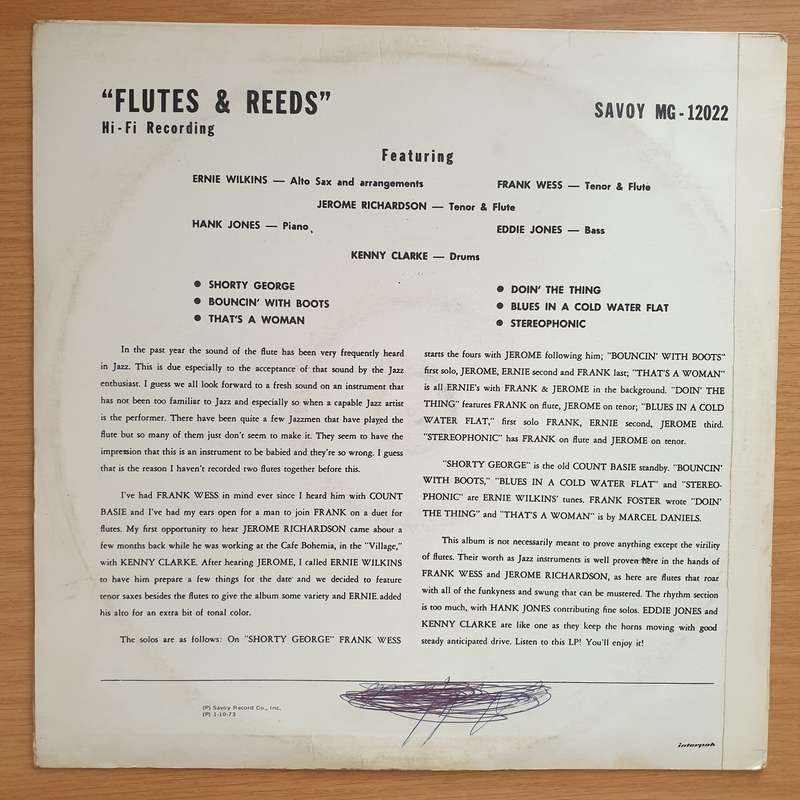 "FLUTES & REEDS"
Hi-Fi Recording
SAVOY MG-12022
Featuring
ERNIE WILKINS — Alto Sax and arrangements
FRANK WESS — Tenor & Flute
JEROME RICHARDSON — Tenor & Flute
HANK JONES — Piano
EDDIE JONES — Bass
KENNY CLARKE — Drums
● SHORTY GEORGE
● BOUNCIN' WITH BOOTS
● THAT'S A WOMAN
● DOIN' THE THING
● BLUES IN A COLD WATER FLAT
● STEREOPHONIC
In the past year the sound of the flute has been very frequently heard
in Jazz. This is due especially to the acceptance of that sound by the Jazz
enthusiast. I guess we all look forward to a fresh sound on an instrument that
has not been too familiar to Jazz and especially so when a capable Jazz artist
is the performer. There have been quite a few Jazzmen that have played the
flute but so many of them just don't seem to make it. They seem to have the
impression that this is an instrument to be babied and they're so wrong. I guess
that is the reason I haven't recorded two flutes together before this.
I've had FRANK WESS in mind ever since I heard him with COUNT
BASIE and I've had my ears open for a man to join FRANK on a duet for
flutes. My first opportunity to hear JEROME RICHARDSON came about a
few months back while he was working at the Cafe Bohemia, in the "Village,"
with KENNY CLARKE. After hearing JEROME, I called ERNIE WILKINS
to have him prepare a few things for the date and we decided to feature
tenor saxes besides the flutes to give the album some variety and ERNIE added
his alto for an extra bit of tonal color.
The solos are as follows: On "SHORTY GEORGE" FRANK WESS
starts the fours with JEROME following him; "BOUNCIN' WITH BOOTS"
first solo, JEROME, ERNIE second and FRANK last; "THAT'S A WOMAN"
is all ERNIE's with FRANK & JEROME in the background. "DOIN' THE
THING" features FRANK on flute, JEROME on tenor; "BLUES IN A COLD
WATER FLAT," first solo FRANK, ERNIE second, JEROME third.
"STEREOPHONIC" has FRANK on flute and JEROME on tenor.
"SHORTY GEORGE" is the old COUNT BASIE standby. "BOUNCIN'
WITH BOOTS," "BLUES IN A COLD WATER FLAT" and "STEREO-
PHONIC" are ERNIE WILKINS' tunes. FRANK FOSTER wrote "DOIN'
THE THING" and "THAT'S A WOMAN" is by MARCEL DANIELS.
This album is not necessarily meant to prove anything except the virility
of flutes. Their worth as Jazz instruments is well proven here in the hands of
FRANK WESS and JEROME RICHARDSON, as here are flutes that roar
with all of the funkyness and swung that can be mustered. The rhythm section
is too much, with HANK JONES contributing fine solos. EDDIE JONES and
KENNY CLARKE are like one as they keep the horns moving with good
steady anticipated drive. Listen to this LP! You'll enjoy it!
(P) Savoy Record Co., Inc.
(P) 1-10-73
interpak